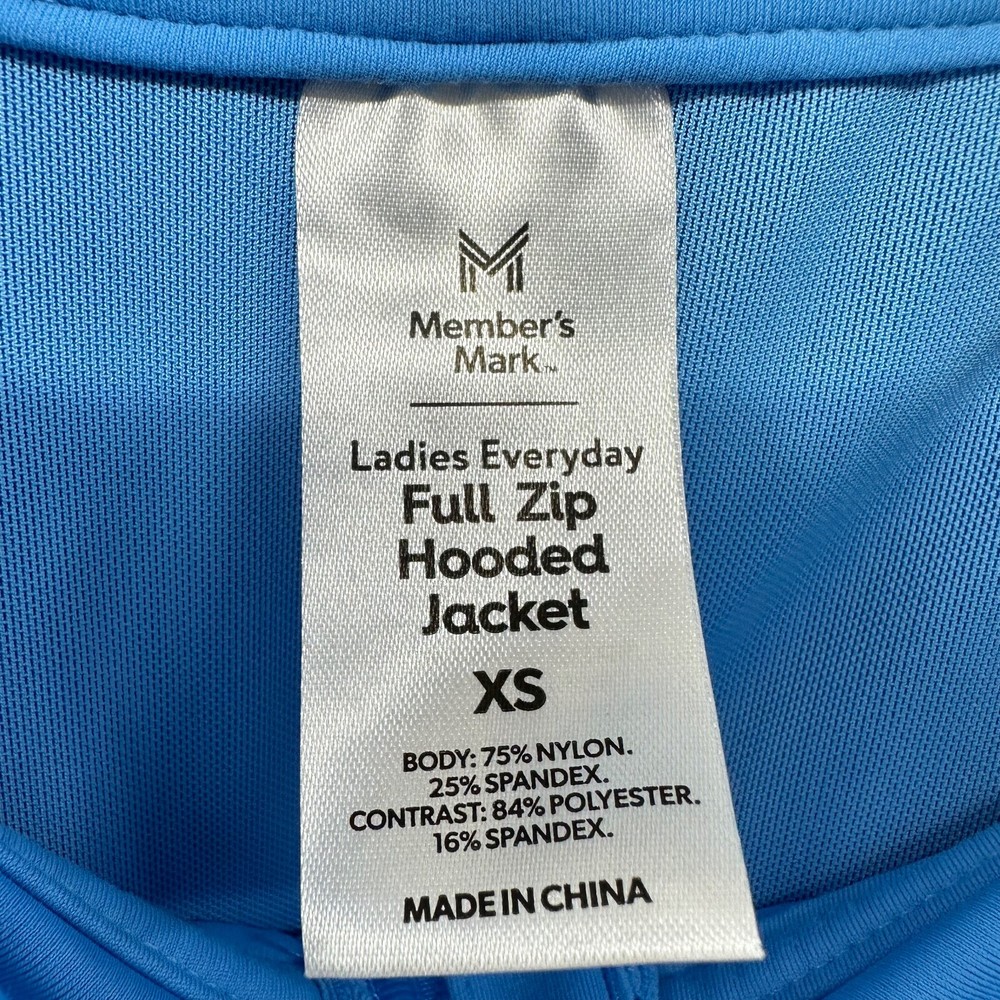 M
Member's
Mark™
Ladies Everyday
Full Zip
Hooded
Jacket
XS
BODY: 75% NYLON.
25% SPANDEX.
CONTRAST: 84% POLYESTER.
16% SPANDEX.
MADE IN CHINA